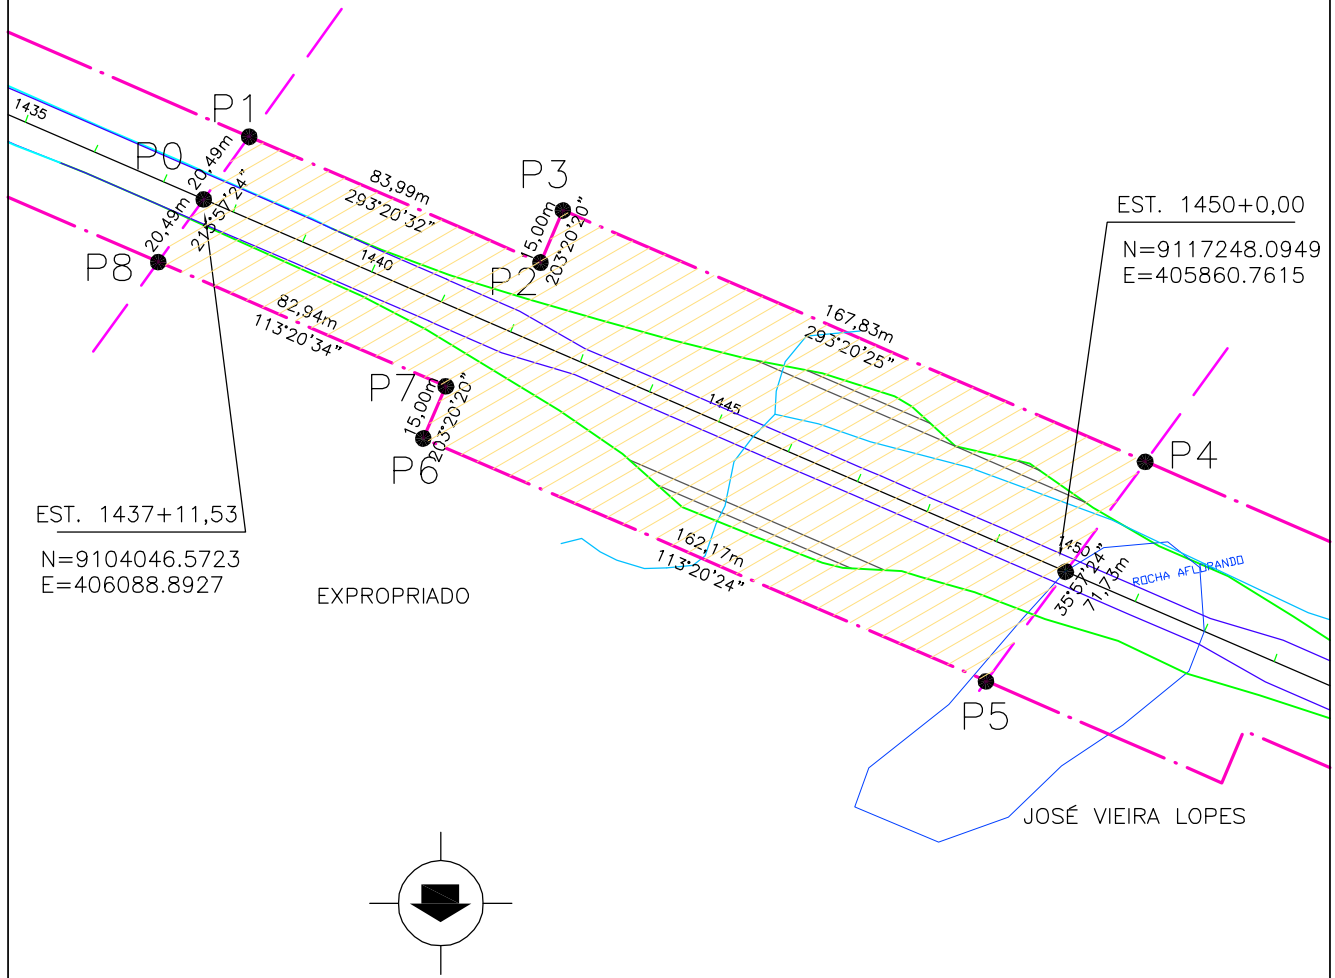 1435
P1
P0
20,49m
215°57'24"
20,49m
P8
83,99m
293°20'32"
P3
15,00m
203°20'20"
P2
1440
82,94m
113°20'34"
P7
15,00m
203°20'20"
P6
EST. 1450+0,00
N=9117248.0949
E=405860.7615
167,83m
293°20'25"
1445
P4
EST. 1437+11,53
N=9104046.5723
E=406088.8927
EXPROPRIADO
162,17m
113°20'24"
1450
35°57'24"
71,73m
ROCHA AFLORANDO
P5
JOSÉ VIEIRA LOPES